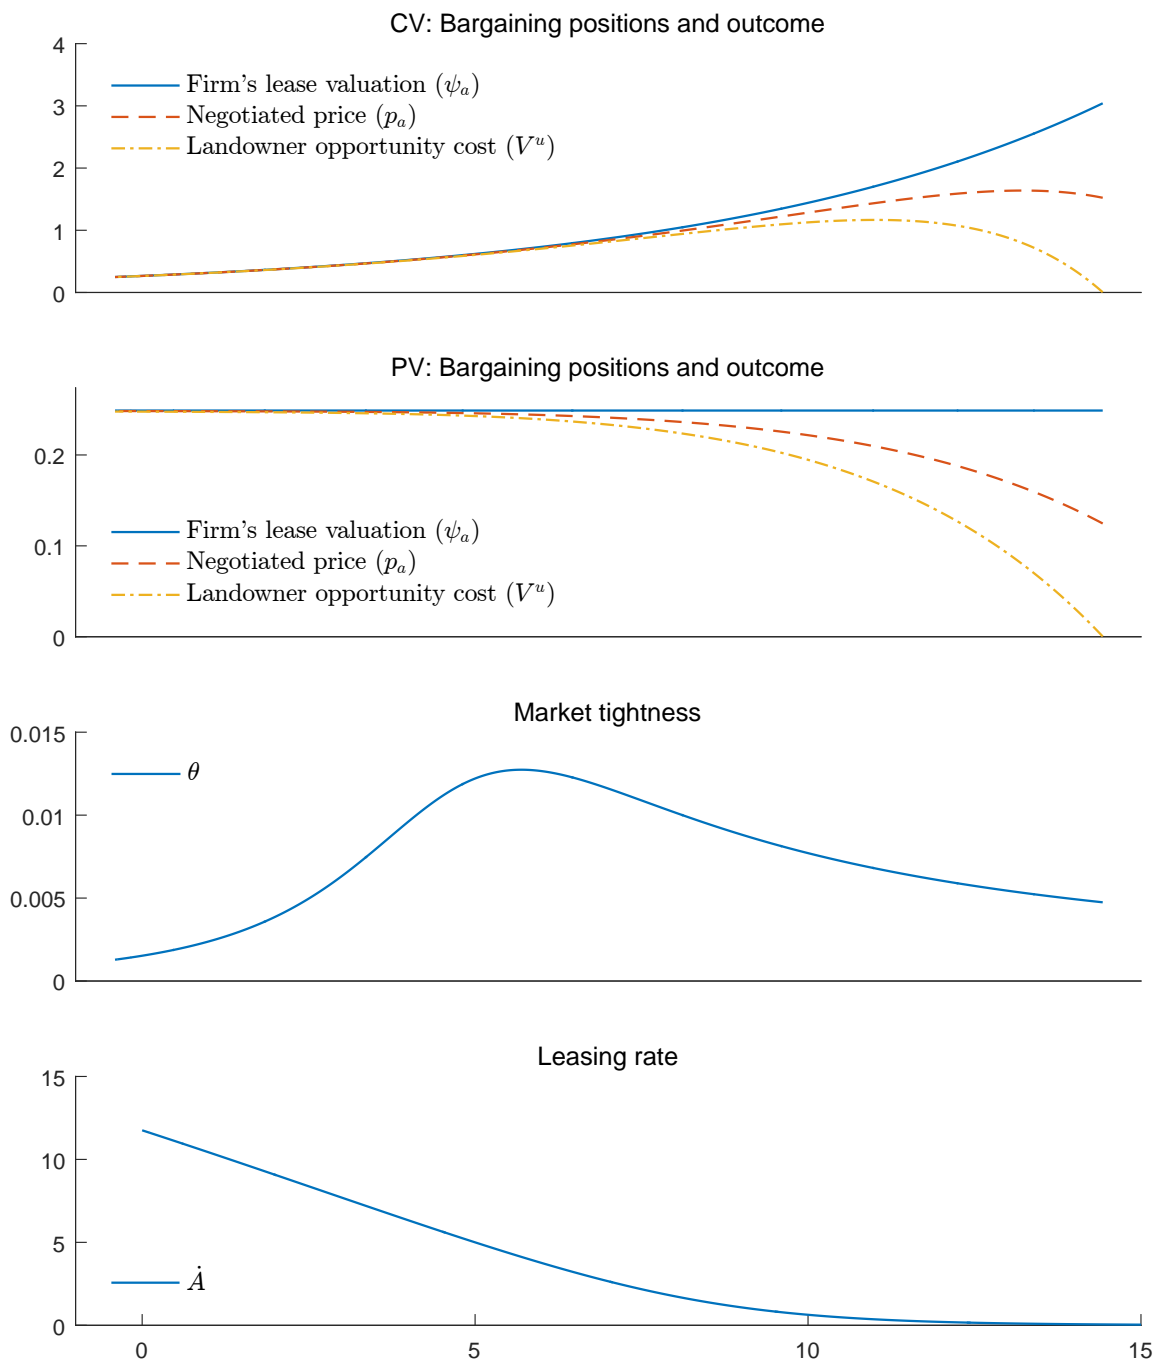 CV: Bargaining positions and outcome
4
3
2
1
0
Firm's lease valuation (ψa)
Negotiated price (pa)
Landowner opportunity cost (Vᵘ)
PV: Bargaining positions and outcome
0.2
0.1
0
Firm's lease valuation (ψa)
Negotiated price (pa)
Landowner opportunity cost (Vᵘ)
Market tightness
0.015
0.01
0.005
0
θ
Leasing rate
15
10
5
0
Ȧ
0 5 10 15